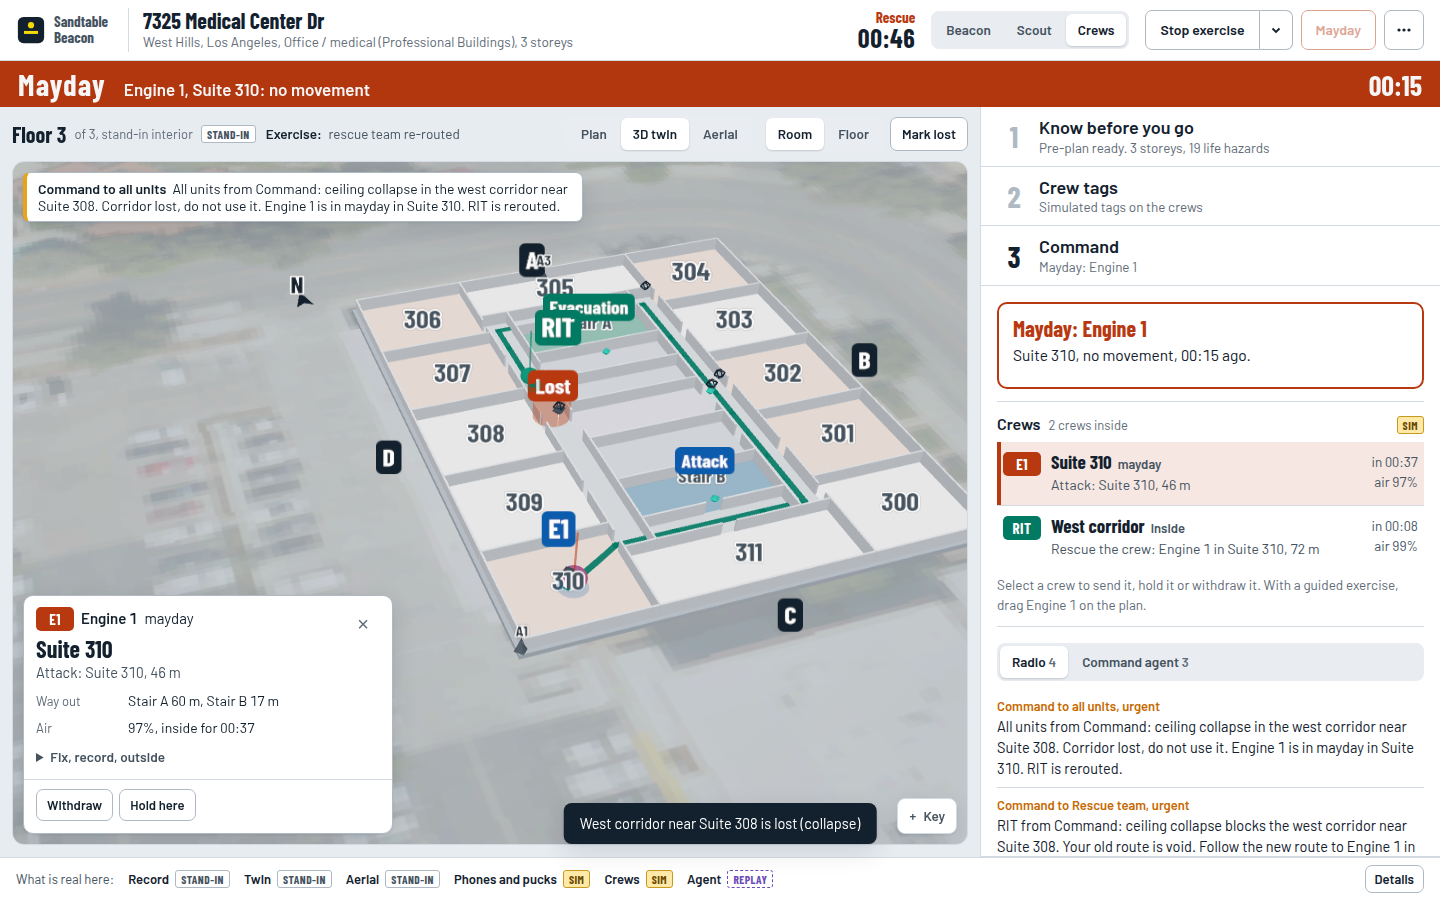 Sandtable
Beacon
7325 Medical Center Dr
West Hills, Los Angeles, Office / medical (Professional Buildings), 3 storeys
Rescue
00:46
Beacon
Scout
Crews
Stop exercise
Mayday
Mayday
Engine 1, Suite 310: no movement
00:15
Floor 3
of 3, stand-in interior
STAND-IN
Exercise: rescue team re-routed
Plan
3D twin
Aerial
Room
Floor
Mark lost
Command to all units All units from Command: ceiling collapse in the west corridor near
Suite 308. Corridor lost, do not use it. Engine 1 is in mayday in Suite 310. RIT is rerouted.
N
A
A3
304
305
306
Evacuation
RIT
Stair A
303
B
307
Lost
302
308
301
D
Attack
Stair B
309
300
E1
311
310
C
A1
E1
Engine 1 mayday
Suite 310
Attack: Suite 310, 46 m
Way out
Stair A 60 m, Stair B 17 m
Air
97%, inside for 00:37
Fix, record, outside
Withdraw
Hold here
West corridor near Suite 308 is lost (collapse)
+ Key
1
Know before you go
Pre-plan ready. 3 storeys, 19 life hazards
2
Crew tags
Simulated tags on the crews
3
Command
Mayday: Engine 1
Mayday: Engine 1
Suite 310, no movement, 00:15 ago.
Crews 2 crews inside
SIM
E1
Suite 310 mayday
in 00:37
Attack: Suite 310, 46 m
air 97%
RIT
West corridor inside
in 00:08
Rescue the crew: Engine 1 in Suite 310, 72 m
air 99%
Select a crew to send it, hold it or withdraw it. With a guided exercise,
drag Engine 1 on the plan.
Radio 4
Command agent 3
Command to all units, urgent
All units from Command: ceiling collapse in the west corridor near
Suite 308. Corridor lost, do not use it. Engine 1 is in mayday in Suite
310. RIT is rerouted.
Command to Rescue team, urgent
RIT from Command: ceiling collapse blocks the west corridor near
Suite 308. Your old route is void. Follow the new route to Engine 1 in
What is real here:
Record STAND-IN
Twin STAND-IN
Aerial STAND-IN
Phones and pucks SIM
Crews SIM
Agent REPLAY
Details